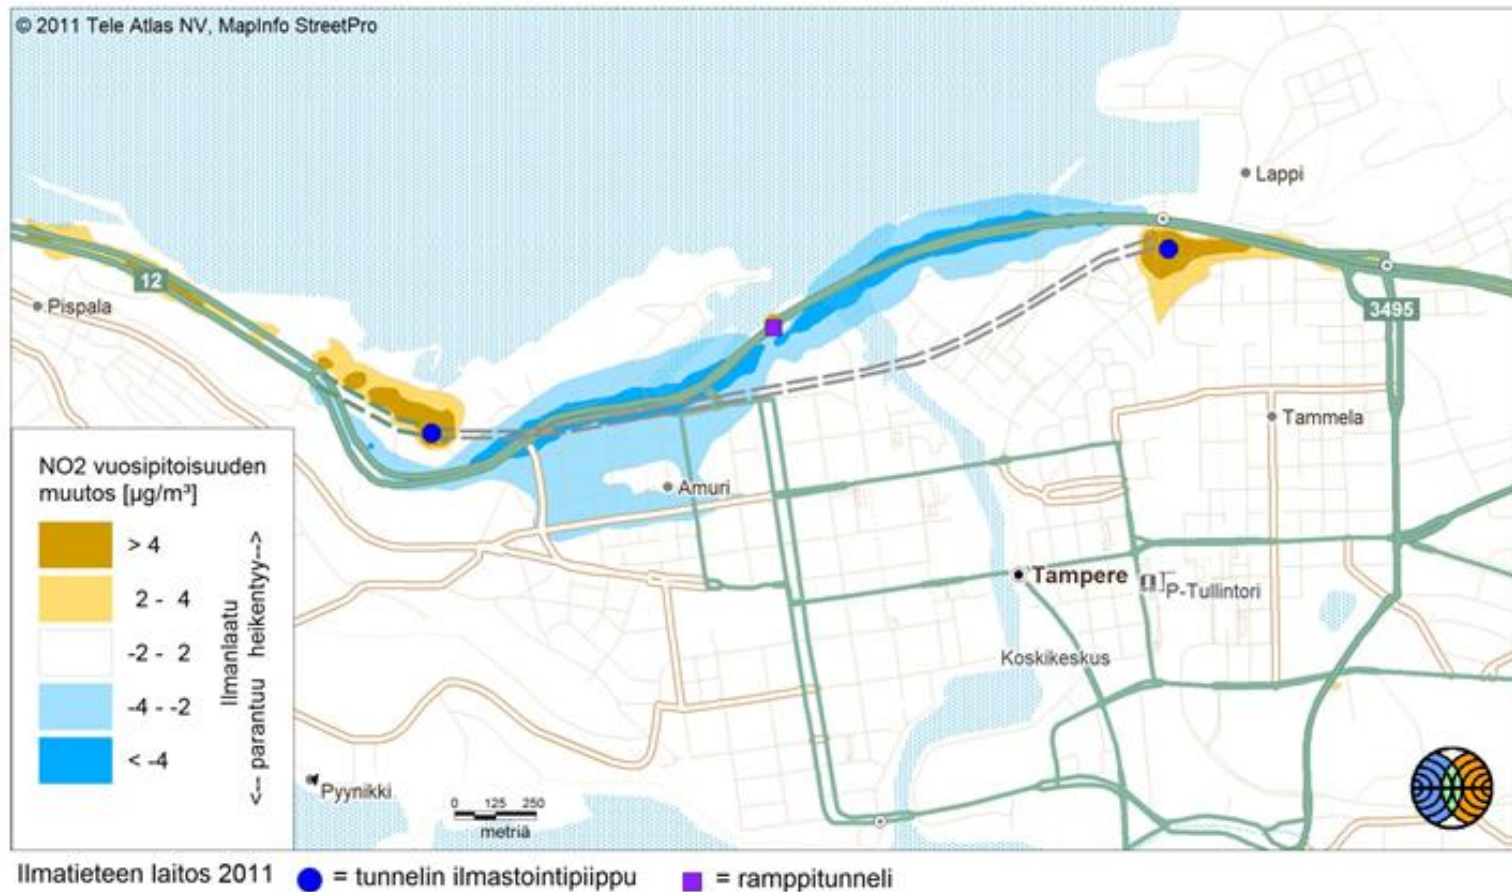 © 2011 Tele Atlas NV, MapInfo StreetPro
Lappi
12
Pispala
3495
Tammela
NO2 vuosipitoisuuden
muutos [µg/m³]
> 4
2 - 4
-2 - 2
-4 - -2
< -4
Ilmanlaatu
<-- parantuu heikentyy-->
Amuri
Tampere
P-Tullintori
Koskikeskus
Pyynikki
0 125 250
metriä
Ilmatieteen laitos 2011 = tunnelin ilmastointipiippu = ramppitunneli